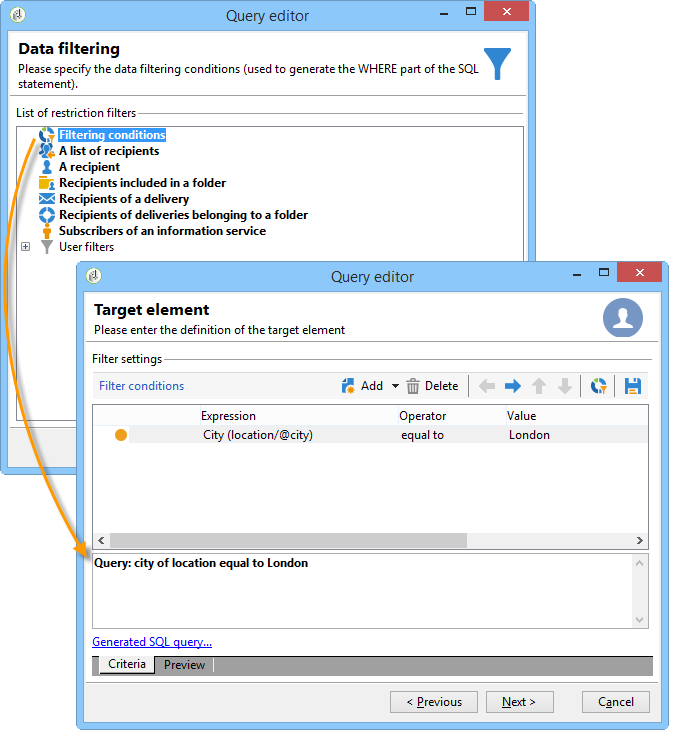 Query editor
Data filtering
Please specify the data filtering conditions (used to generate the WHERE part of the SQL
statement).
List of restriction filters
Filtering conditions
A list of recipients
A recipient
Recipients included in a folder
Recipients of a delivery
Recipients of deliveries belonging to a folder
Subscribers of an information service
User filters
Query editor
Target element
Please enter the definition of the target element
Filter settings
Filter conditions Add Delete
Expression Operator Value
City (location/@city) equal to London
Query: city of location equal to London
Generated SQL query...
Criteria Preview
< Previous Next > Cancel